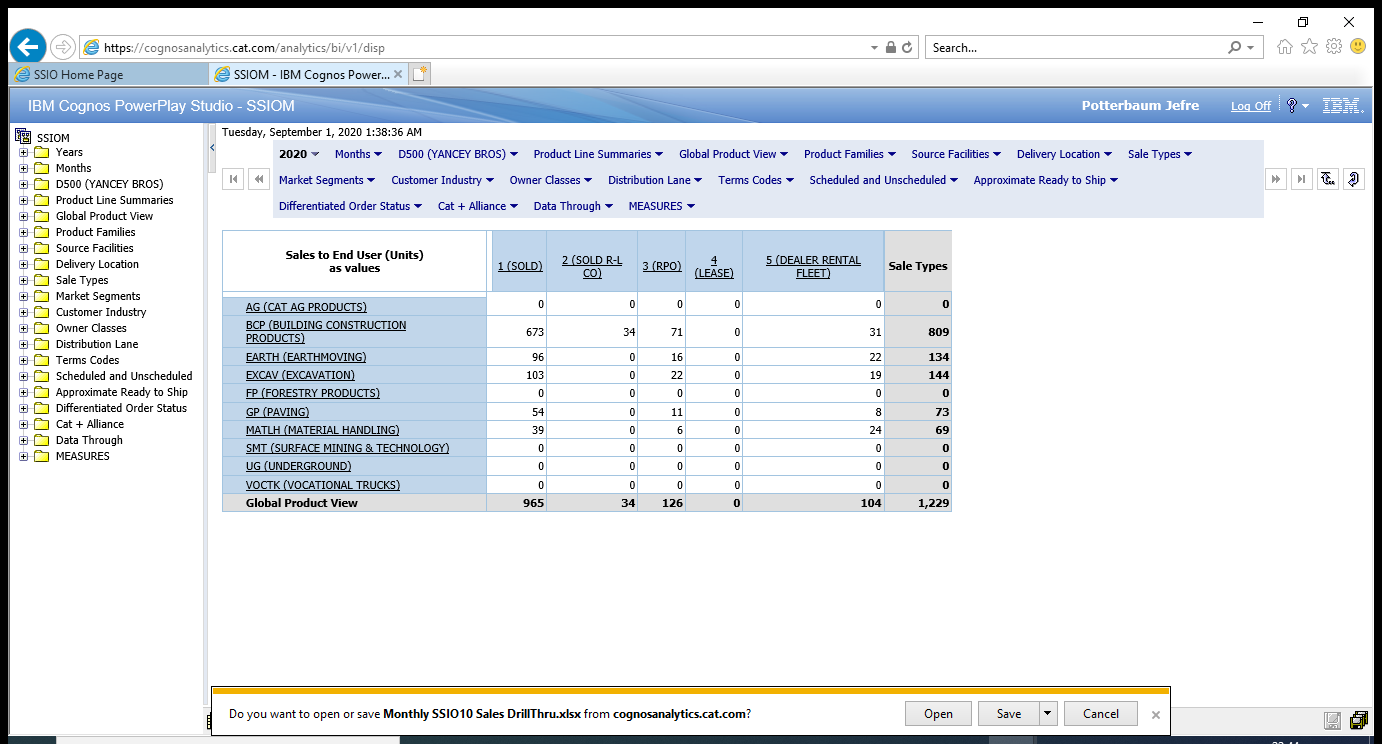 https://cognosanalytics.cat.com/analytics/bi/v1/disp
Search...
SSIO Home Page
SSIOM - IBM Cognos Power...
IBM Cognos PowerPlay Studio - SSIOM
Potterbaum Jefre
Log Off
IBM.
SSIOM
Years
Months
D500 (YANCEY BROS)
Product Line Summaries
Global Product View
Product Families
Source Facilities
Delivery Location
Sale Types
Market Segments
Customer Industry
Owner Classes
Distribution Lane
Terms Codes
Scheduled and Unscheduled
Approximate Ready to Ship
Differentiated Order Status
Cat + Alliance
Data Through
MEASURES
Tuesday, September 1, 2020 1:38:36 AM
2020 Months D500 (YANCEY BROS) Product Line Summaries Global Product View Product Families Source Facilities Delivery Location Sale Types
Market Segments Customer Industry Owner Classes Distribution Lane Terms Codes Scheduled and Unscheduled Approximate Ready to Ship
Differentiated Order Status Cat + Alliance Data Through MEASURES
Sales to End User (Units)
as values
1 (SOLD)
2 (SOLD R-L
CO)
3 (RPO)
4
(LEASE)
5 (DEALER RENTAL
FLEET)
Sale Types
AG (CAT AG PRODUCTS) 0 0 0 0 0 0
BCP (BUILDING CONSTRUCTION
PRODUCTS) 673 34 71 0 31 809
EARTH (EARTHMOVING) 96 0 16 0 22 134
EXCAV (EXCAVATION) 103 0 22 0 19 144
FP (FORESTRY PRODUCTS) 0 0 0 0 0 0
GP (PAVING) 54 0 11 0 8 73
MATLH (MATERIAL HANDLING) 39 0 6 0 24 69
SMT (SURFACE MINING & TECHNOLOGY) 0 0 0 0 0 0
UG (UNDERGROUND) 0 0 0 0 0 0
VOCTK (VOCATIONAL TRUCKS) 0 0 0 0 0 0
Global Product View 965 34 126 0 104 1,229
Do you want to open or save Monthly SSIO10 Sales DrillThru.xlsx from cognosanalytics.cat.com?
Open
Save
Cancel